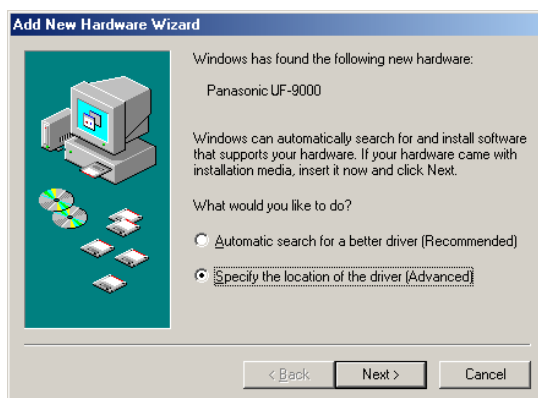 Add New Hardware Wizard
Windows has found the following new hardware:
Panasonic UF-9000
Windows can automatically search for and install software
that supports your hardware. If your hardware came with
installation media, insert it now and click Next.
What would you like to do?
Automatic search for a better driver (Recommended)
Specify the location of the driver (Advanced)
< Back Next > Cancel